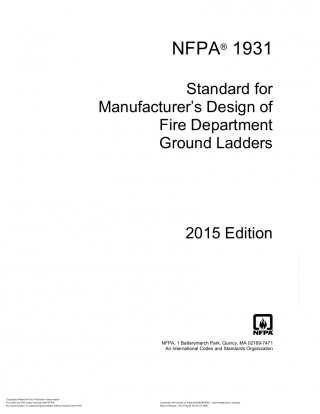 NFPA® 1931
Standard for
Manufacturer's Design of
Fire Department
Ground Ladders
2015 Edition
NFPA
NFPA, 1 Batterymarch Park, Quincy, MA 02169-7471
An International Codes and Standards Organization